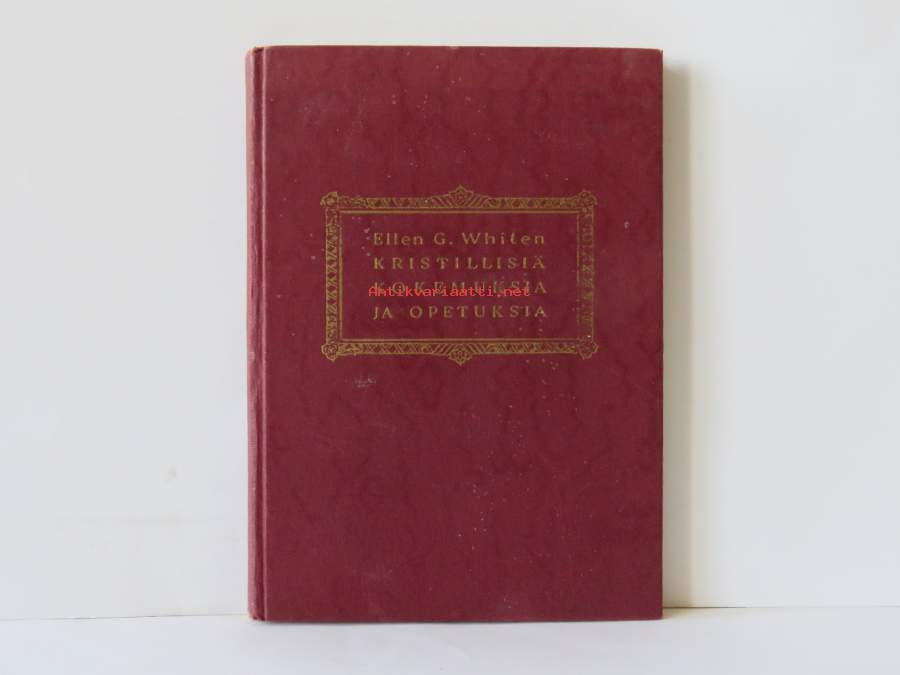 Ellen G. Whiten
KRISTILLISIÄ
KOKEMUKSIA
Antikvariaatti.net
JA OPETUKSIA